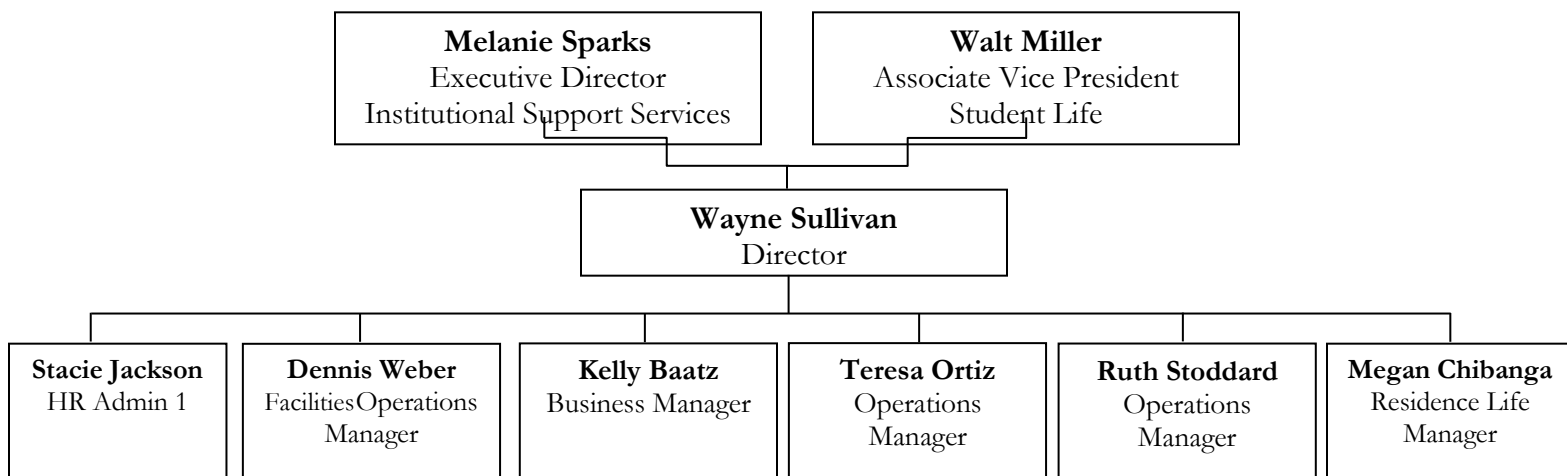 Melanie Sparks
Executive Director
Institutional Support Services
Walt Miller
Associate Vice President
Student Life
Wayne Sullivan
Director
Stacie Jackson
HR Admin 1
Dennis Weber
FacilitiesOperations
Manager
Kelly Baatz
Business Manager
Teresa Ortiz
Operations
Manager
Ruth Stoddard
Operations
Manager
Megan Chibanga
Residence Life
Manager